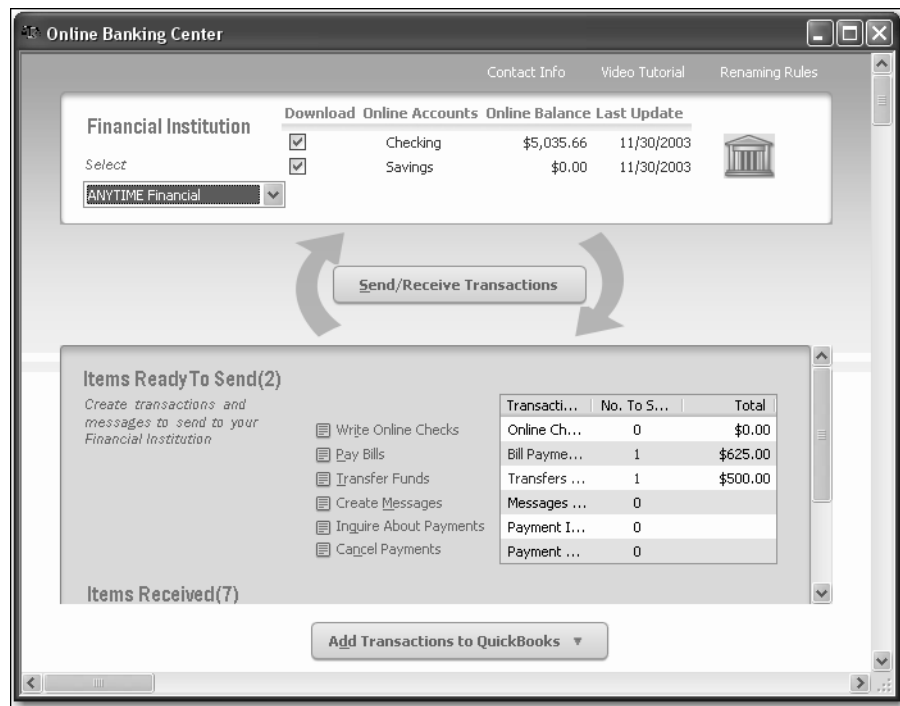 Online Banking Center
Contact Info Video Tutorial Renaming Rules
Financial Institution
Select
ANYTIME Financial
Download Online Accounts Online Balance Last Update
Checking $5,035.66 11/30/2003
Savings $0.00 11/30/2003
Send/Receive Transactions
Items Ready To Send(2)
Create transactions and
messages to send to your
Financial Institution
Write Online Checks
Pay Bills
Transfer Funds
Create Messages
Inquire About Payments
Cancel Payments
Transacti... No. To S... Total
Online Ch... 0 $0.00
Bill Payme... 1 $625.00
Transfers ... 1 $500.00
Messages ... 0
Payment I... 0
Payment ... 0
Items Received(7)
Add Transactions to QuickBooks